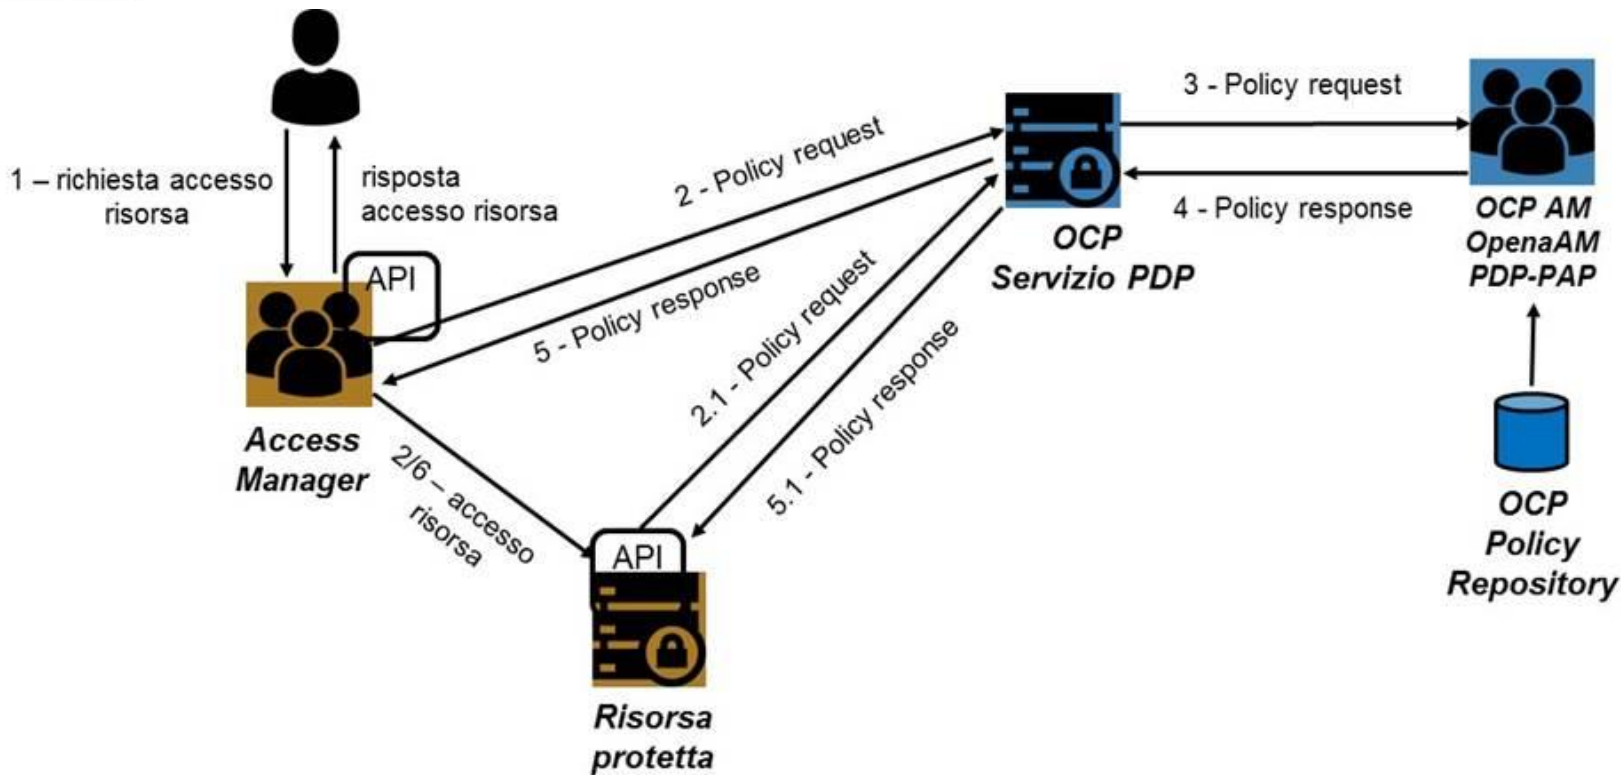 1 – richiesta accesso
risorsa
risposta
accesso risorsa
API
Access
Manager
2 - Policy request
5 - Policy response
2.1 - Policy request
5.1 - Policy response
2/6 – accesso
risorsa
API
Risorsa
protetta
OCP
Servizio PDP
3 - Policy request
4 - Policy response
OCP AM
OpenaAM
PDP-PAP
OCP
Policy
Repository